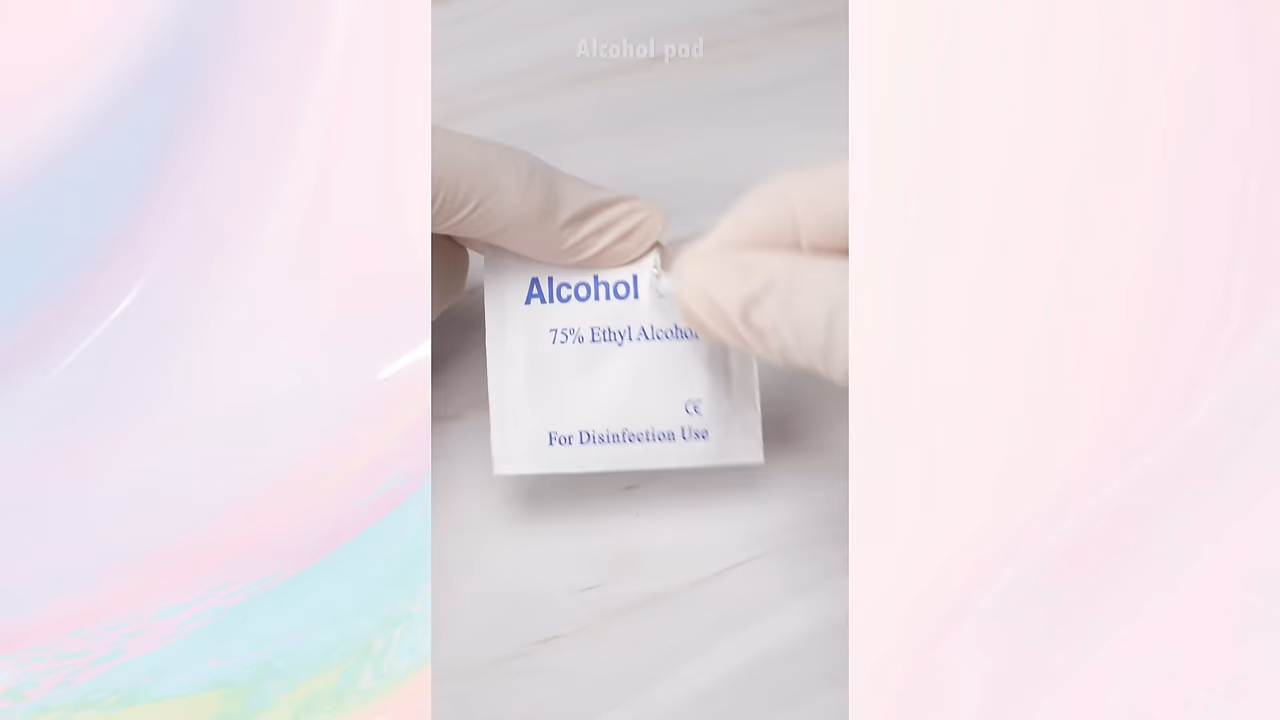 Alcohol pad
Alcohol
75% Ethyl Alcohol
CE
For Disinfection Use